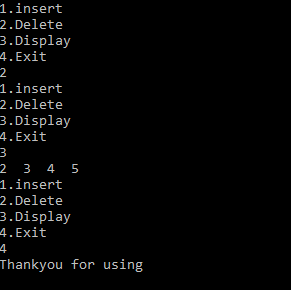 1.insert
2.Delete
3.Display
4.Exit
2
1.insert
2.Delete
3.Display
4.Exit
3
2  3  4  5
1.insert
2.Delete
3.Display
4.Exit
4
Thankyou for using